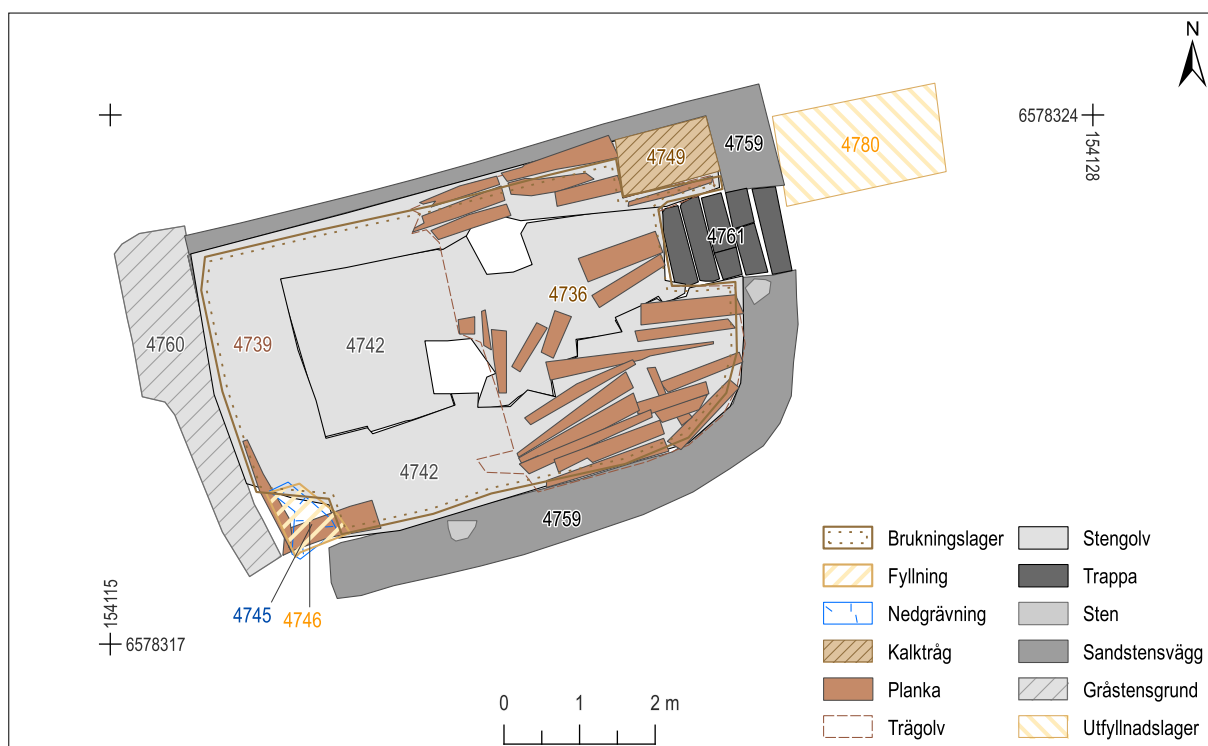 N
6578324
154128
4759
4749
4780
4761
4736
4760
4739
4742
4742
4759
4745
4746
154115
6578317
0 1 2 m
Brukningslager
Fyllning
Nedgrävning
Kalktråg
Planka
Trägolv
Stengolv
Trappa
Sten
Sandstensvägg
Gråstensgrund
Utfyllnadslager